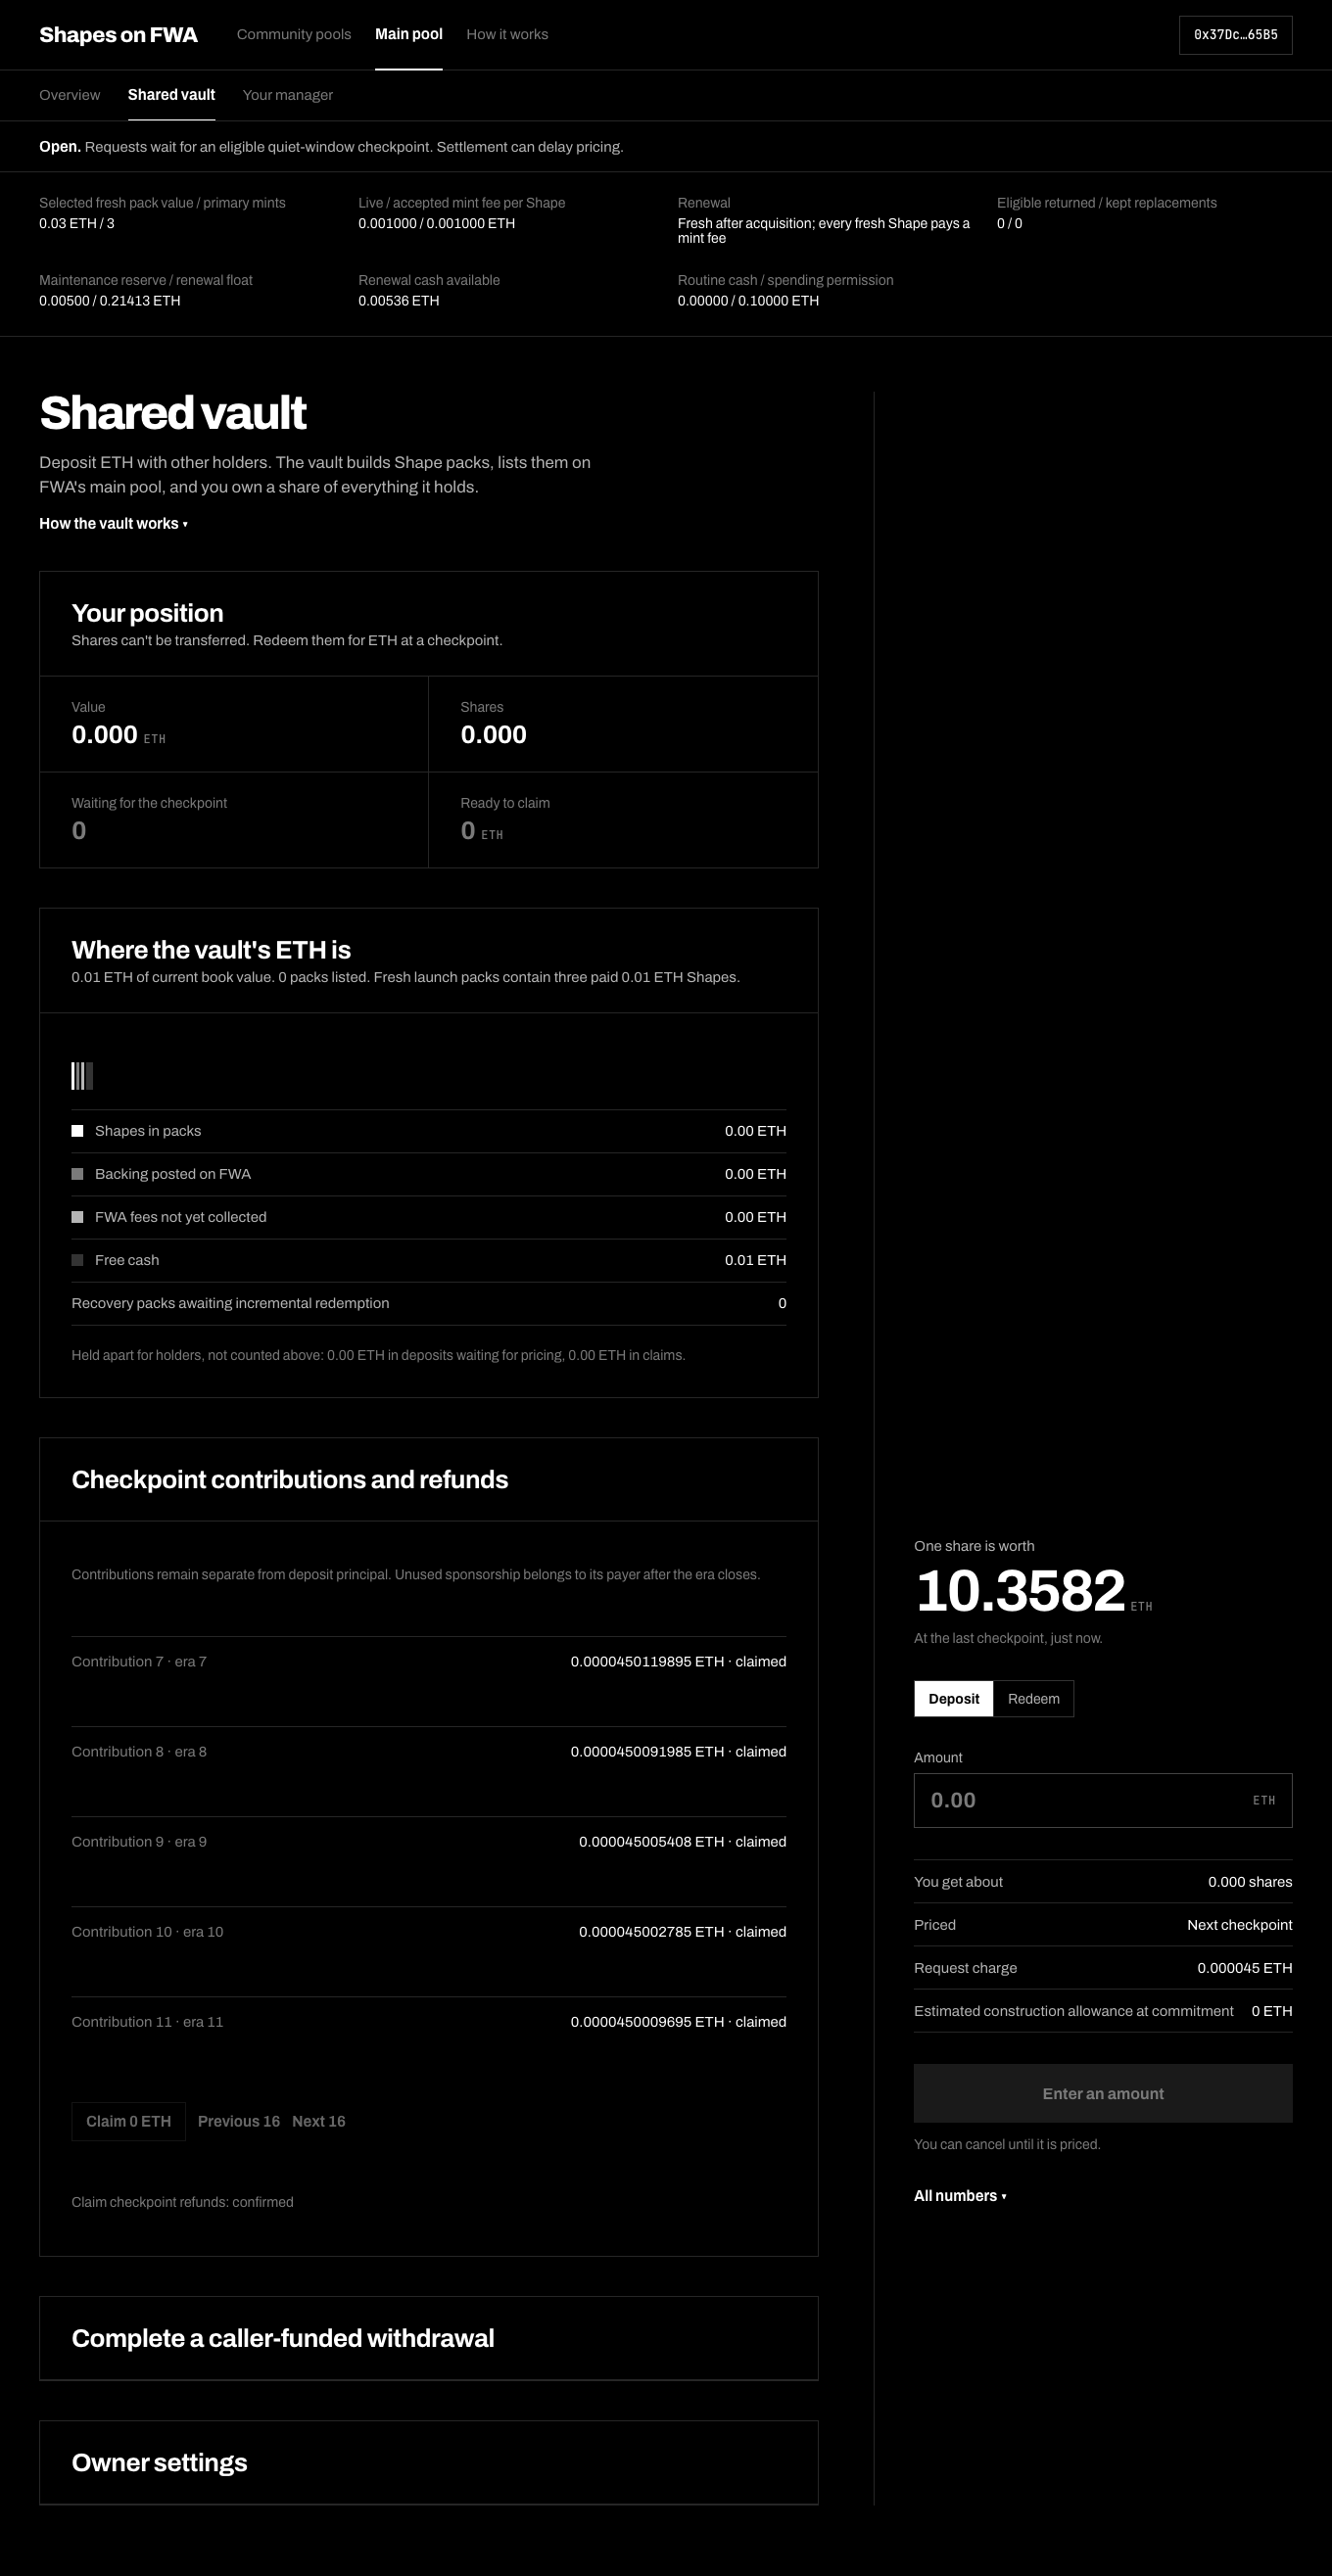 Shapes on FWA
Community pools
Main pool
How it works
0x37Dc…65B5
Overview
Shared vault
Your manager
Open. Requests wait for an eligible quiet-window checkpoint. Settlement can delay pricing.
Selected fresh pack value / primary mints
0.03 ETH / 3
Live / accepted mint fee per Shape
0.001000 / 0.001000 ETH
Renewal
Fresh after acquisition; every fresh Shape pays a
mint fee
Eligible returned / kept replacements
0 / 0
Maintenance reserve / renewal float
0.00500 / 0.21413 ETH
Renewal cash available
0.00536 ETH
Routine cash / spending permission
0.00000 / 0.10000 ETH
Shared vault
Deposit ETH with other holders. The vault builds Shape packs, lists them on
FWA's main pool, and you own a share of everything it holds.
How the vault works ▾
Your position
Shares can't be transferred. Redeem them for ETH at a checkpoint.
Value
0.000 ETH
Shares
0.000
Waiting for the checkpoint
0
Ready to claim
0 ETH
Where the vault's ETH is
0.01 ETH of current book value. 0 packs listed. Fresh launch packs contain three paid 0.01 ETH Shapes.
Shapes in packs 0.00 ETH
Backing posted on FWA 0.00 ETH
FWA fees not yet collected 0.00 ETH
Free cash 0.01 ETH
Recovery packs awaiting incremental redemption 0
Held apart for holders, not counted above: 0.00 ETH in deposits waiting for pricing, 0.00 ETH in claims.
Checkpoint contributions and refunds
Contributions remain separate from deposit principal. Unused sponsorship belongs to its payer after the era closes.
Contribution 7 · era 7 0.0000450119895 ETH · claimed
Contribution 8 · era 8 0.0000450091985 ETH · claimed
Contribution 9 · era 9 0.000045005408 ETH · claimed
Contribution 10 · era 10 0.000045002785 ETH · claimed
Contribution 11 · era 11 0.0000450009695 ETH · claimed
Claim 0 ETH
Previous 16
Next 16
Claim checkpoint refunds: confirmed
Complete a caller-funded withdrawal
Owner settings
One share is worth
10.3582 ETH
At the last checkpoint, just now.
Deposit
Redeem
Amount
0.00 ETH
You get about 0.000 shares
Priced Next checkpoint
Request charge 0.000045 ETH
Estimated construction allowance at commitment 0 ETH
Enter an amount
You can cancel until it is priced.
All numbers ▾